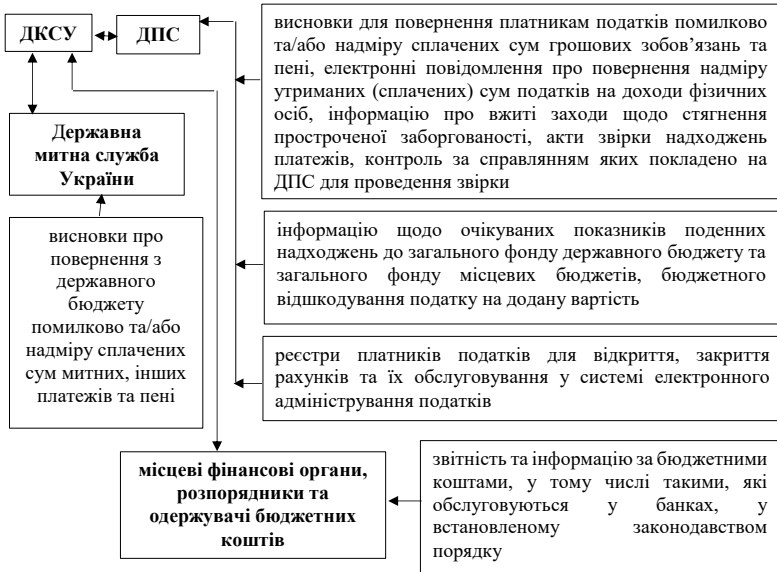 ДКСУ
ДПС
висновки для повернення платникам податків помилково
та/або надміру сплачених сум грошових зобов’язань та
пені, електронні повідомлення про повернення надміру
утриманих (сплачених) сум податків на доходи фізичних
осіб, інформацію про вжиті заходи щодо стягнення
простроченої заборгованості, акти звірки надходжень
платежів, контроль за справлянням яких покладено на
ДПС для проведення звірки
Державна
митна служба
України
висновки про
повернення з
державного
бюджету
помилково та/або
надміру сплачених
сум митних, інших
платежів та пені
інформацію щодо очікуваних показників поденних
надходжень до загального фонду державного бюджету та
загального фонду місцевих бюджетів, бюджетного
відшкодування податку на додану вартість
реєстри платників податків для відкриття, закриття
рахунків та їх обслуговування у системі електронного
адміністрування податків
місцеві фінансові органи,
розпорядники та
одержувачі бюджетних
коштів
звітність та інформацію за бюджетними
коштами, у тому числі такими, які
обслуговуються у банках, у
встановленому законодавством
порядку